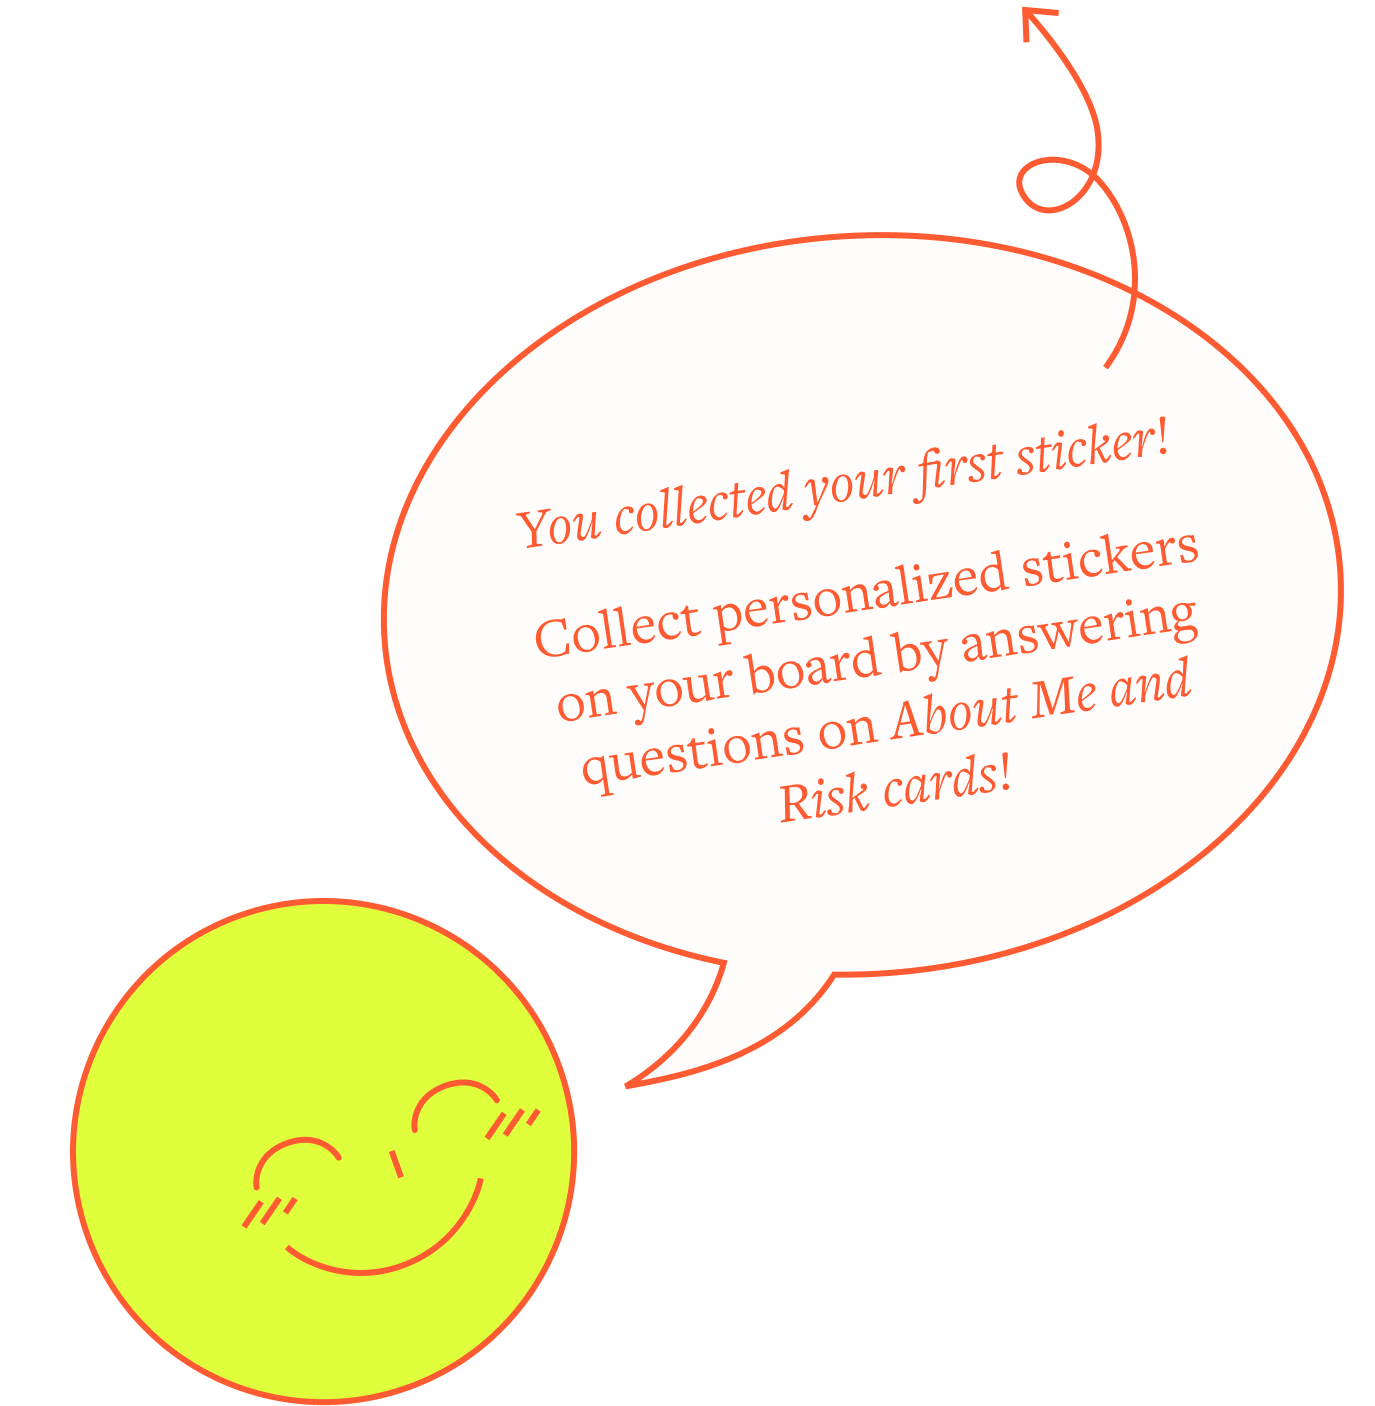 You collected your first sticker!
Collect personalized stickers
on your board by answering
questions on About Me and
Risk cards!